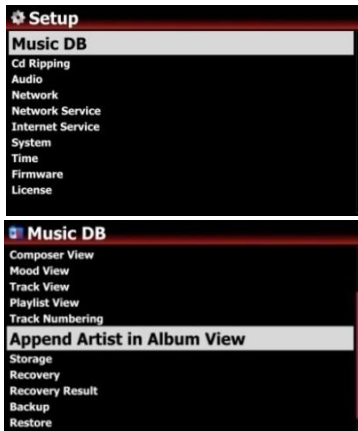 Setup
Music DB
Cd Ripping
Audio
Network
Network Service
Internet Service
System
Time
Firmware
License
Music DB
Composer View
Mood View
Track View
Playlist View
Track Numbering
Append Artist in Album View
Storage
Recovery
Recovery Result
Backup
Restore